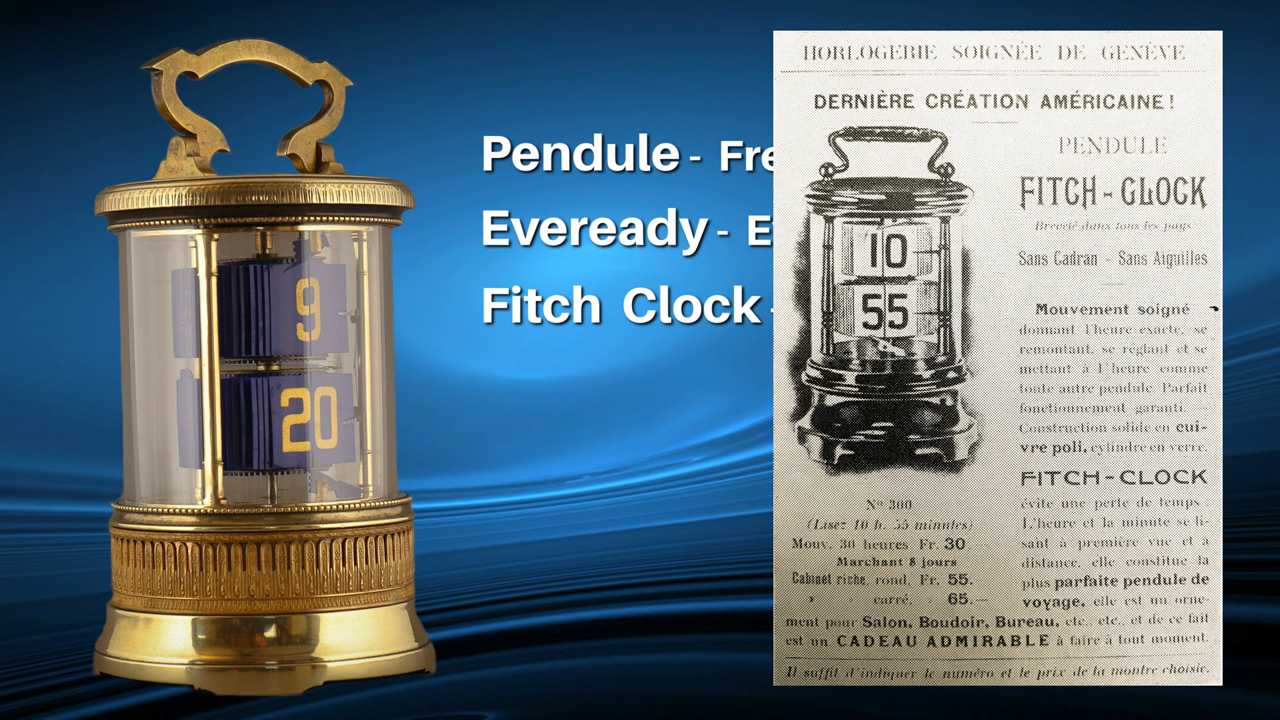 9
20
Pendule - Fre
Eveready - E
Fitch Clock -
HORLOGERIE SOIGNÉE DE GENÈVE
DERNIÈRE CRÉATION AMÉRICAINE!
10
55
Nº 300
(Lisez 10 h. 55 minutes)
Mouv. 30 heures Fr. 30.
Marchant 8 jours
Cabinet riche, rond, Fr. 55.
» carré. - 65.—
PENDULE
FITCH-CLOCK
Breveté dans tous les pays
Sans Cadran - Sans Aiguilles
Mouvement soigné
donnant l'heure exacte, se
remontant, se réglant et se
mettant à l'heure comme
toute autre pendule. Parfait
fonctionnement garanti. —
Construction solide en cui-
vre poli, cylindre en verre.
FITCH-CLOCK
évite une perte de temps.
L'heure et la minute se li-
sant à première vue et à
distance, elle constitue la
plus parfaite pendule de
voyage, elle est un orne-
ment pour Salon, Boudoir, Bureau, etc., etc., et de ce fait
est un CADEAU ADMIRABLE à faire à tout moment.
Il suffit d'indiquer le numéro et le prix de la montre choisie.